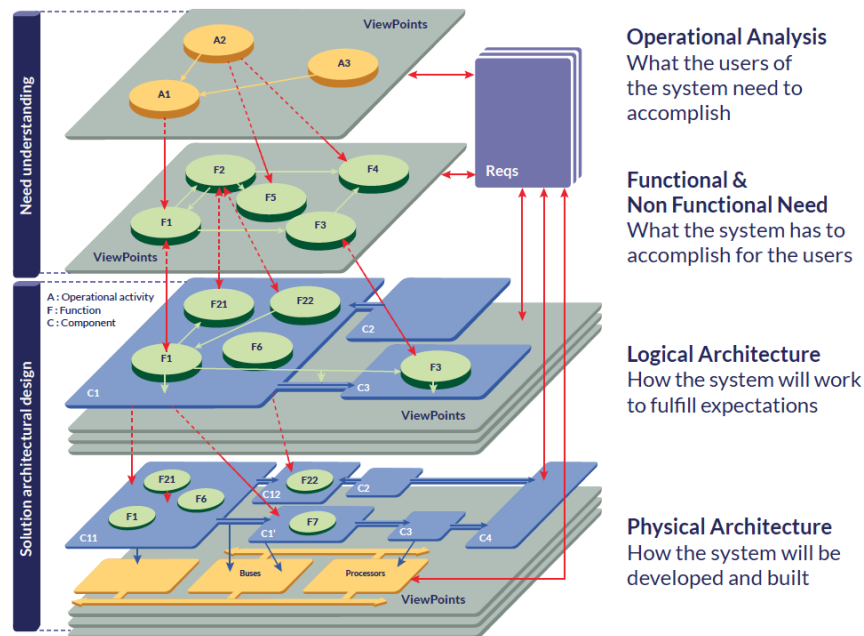 Need understanding
ViewPoints
A2
A3
A1
Reqs
F2
F4
F5
F1
F3
ViewPoints
Operational Analysis
What the users of
the system need to
accomplish
Functional &
Non Functional Need
What the system has to
accomplish for the users
Solution architectural design
A : Operational activity
F : Function
C : Component
F21
F22
C2
F6
F1
F3
C1
C3
ViewPoints
Logical Architecture
How the system will work
to fulfill expectations
F21
F22
C2
F6
C12
F1
F7
C3
C11
C1'
C4
Buses
Processors
ViewPoints
Physical Architecture
How the system will be
developed and built